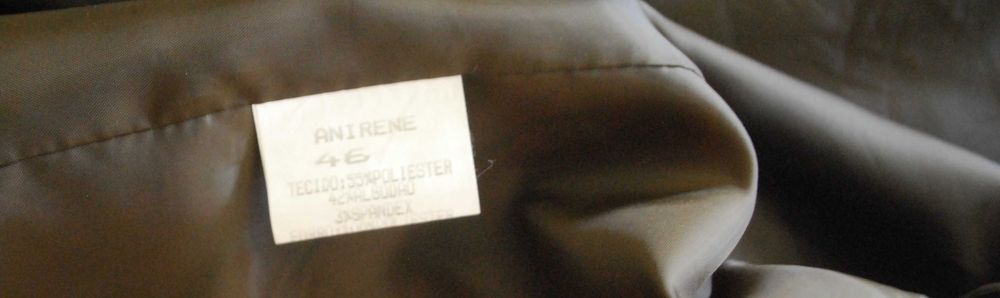 ANIRENE
46
TECIDO:55%POLIESTER
42%ALGODAO
3%SPANDEX